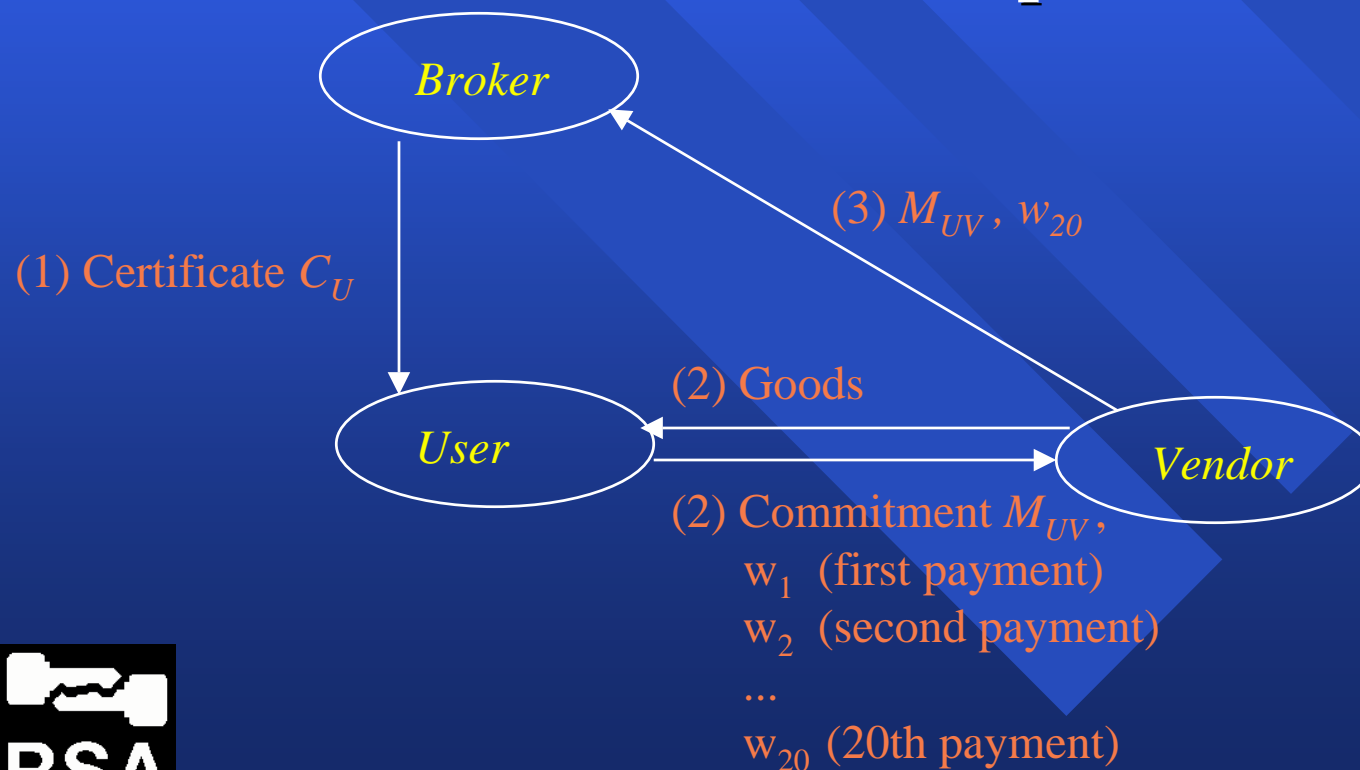 Broker
(3) M_UV , w_20
(1) Certificate C_U
(2) Goods
User
Vendor
(2) Commitment M_UV ,
w_1 (first payment)
w_2 (second payment)
...
w_20 (20th payment)
RSA